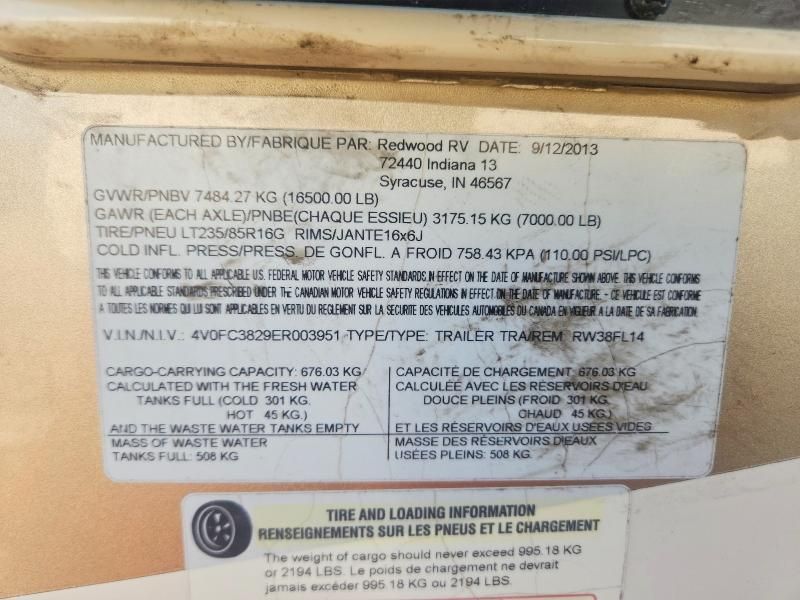 MANUFACTURED BY/FABRIQUE PAR: Redwood RV DATE: 9/12/2013
72440 Indiana 13
Syracuse, IN 46567
GVWR/PNBV 7484.27 KG (16500.00 LB)
GAWR (EACH AXLE)/PNBE(CHAQUE ESSIEU) 3175.15 KG (7000.00 LB)
TIRE/PNEU LT235/85R16G RIMS/JANTE16x6J
COLD INFL. PRESS/PRESS. DE GONFL. A FROID 758.43 KPA (110.00 PSI/LPC)
THIS VEHICLE CONFORMS TO ALL APPLICABLE U.S. FEDERAL MOTOR VEHICLE SAFETY STANDARDS IN EFFECT ON THE DATE OF MANUFACTURE SHOWN ABOVE THIS VEHICLE CONFORMS
TO ALL APPLICABLE STANDARDS PRESCRIBED UNDER THE CANADIAN MOTOR VEHICLE SAFETY REGULATIONS IN EFFECT ON THE DATE OF MANUFACTURE. - CE VEHICULE EST CONFORME
A TOUTES LES NORMES QUI LUI SONT APPLICABLES EN VERTU DU REGLEMENT SUR LA SECURITE DES VEHICULES AUTOMOBILES DU CANADA EN VIGUEUR A LA DATE DE SA FABRICATION.
V.I.N./N.I.V.: 4V0FC3829ER003951 TYPE/TYPE: TRAILER TRA/REM: RW38FL14
CARGO-CARRYING CAPACITY: 676.03 KG
CALCULATED WITH THE FRESH WATER
TANKS FULL (COLD 301 KG.
HOT 45 KG.)
AND THE WASTE WATER TANKS EMPTY
MASS OF WASTE WATER
TANKS FULL: 508 KG
CAPACITÉ DE CHARGEMENT: 676.03 KG
CALCULÉE AVEC LES RÉSERVOIRS D'EAU
DOUCE PLEINS (FROID 301 KG.
CHAUD 45 KG.)
ET LES RÉSERVOIRS D'EAUX USÉES VIDES
MASSE DES RÉSERVOIRS D'EAUX
USÉES PLEINS: 508 KG.
TIRE AND LOADING INFORMATION
RENSEIGNEMENTS SUR LES PNEUS ET LE CHARGEMENT
The weight of cargo should never exceed 995.18 KG
or 2194 LBS. Le poids de chargement ne devrait
jamais excéder 995.18 KG ou 2194 LBS.